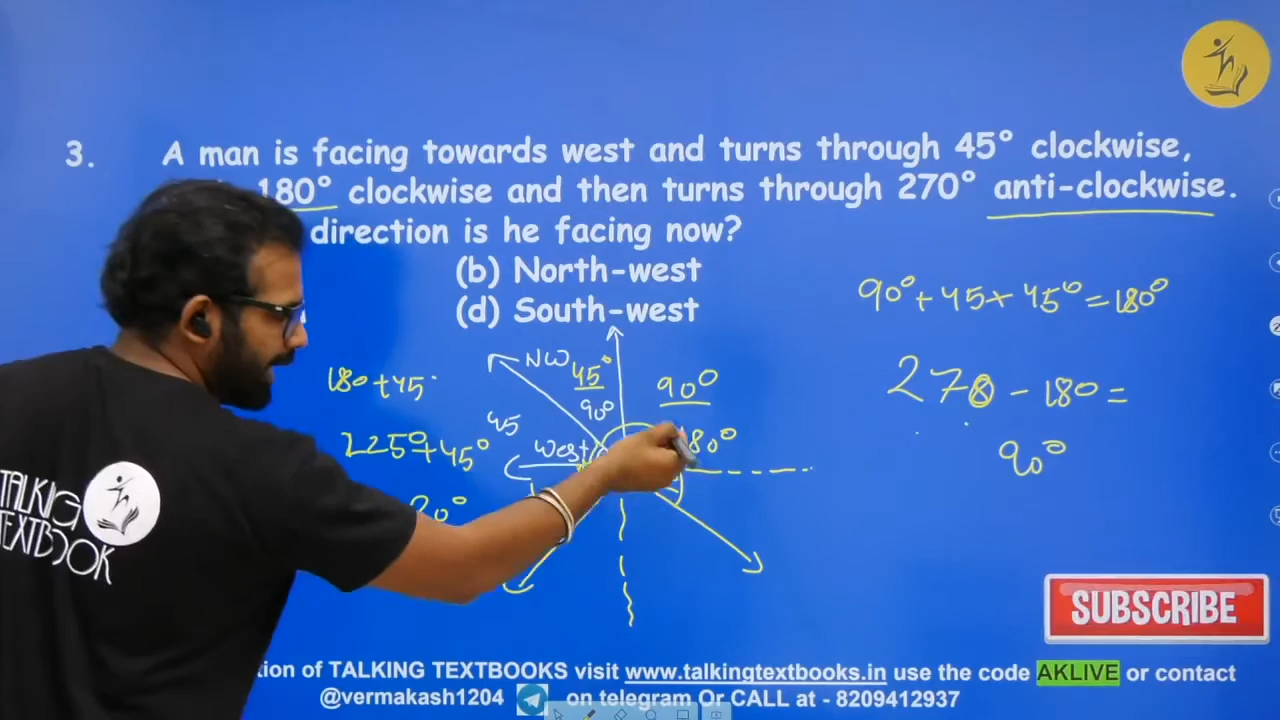 3. A man is facing towards west and turns through 45° clockwise,
180° clockwise and then turns through 270° anti-clockwise.
direction is he facing now?
(b) North-west
(d) South-west
90°+45+45°=180°
NW 45°
90°
90°
180+45
270-180=
45
225°+45°
West
180°
90°
TALKING
TEXTBOOK
SUBSCRIBE
tion of TALKING TEXTBOOKS visit www.talkingtextbooks.in use the code AKLIVE or contact
@vermakash1204 on telegram Or CALL at - 8209412937